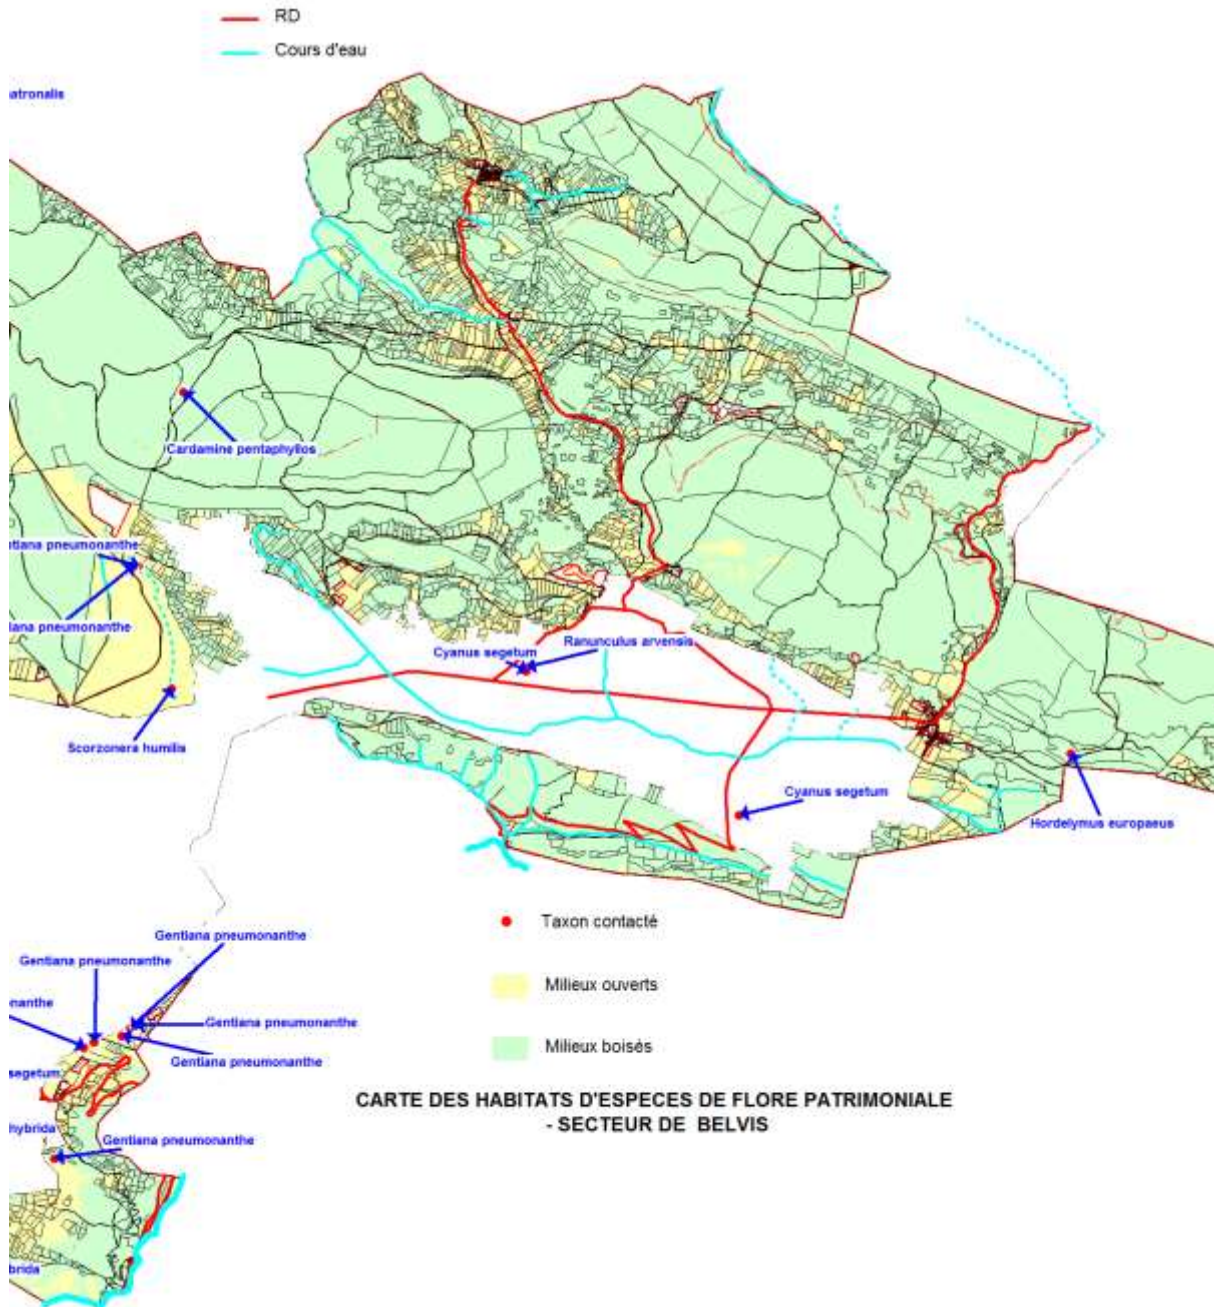 RD
Cours d'eau
atronalis
Cardamine pentaphyllos
ntiana pneumonanthe
iana pneumonanthe
Ranunculus arvensis
Cyanus segetum
Scorzonera humilis
Cyanus segetum
Hordelymus europaeus
Taxon contacté
Gentiana pneumonanthe
Gentiana pneumonanthe
Milieux ouverts
nanthe
Gentiana pneumonanthe
Milieux boisés
Gentiana pneumonanthe
segetum
CARTE DES HABITATS D'ESPECES DE FLORE PATRIMONIALE
- SECTEUR DE BELVIS
hybrida
Gentiana pneumonanthe
brida